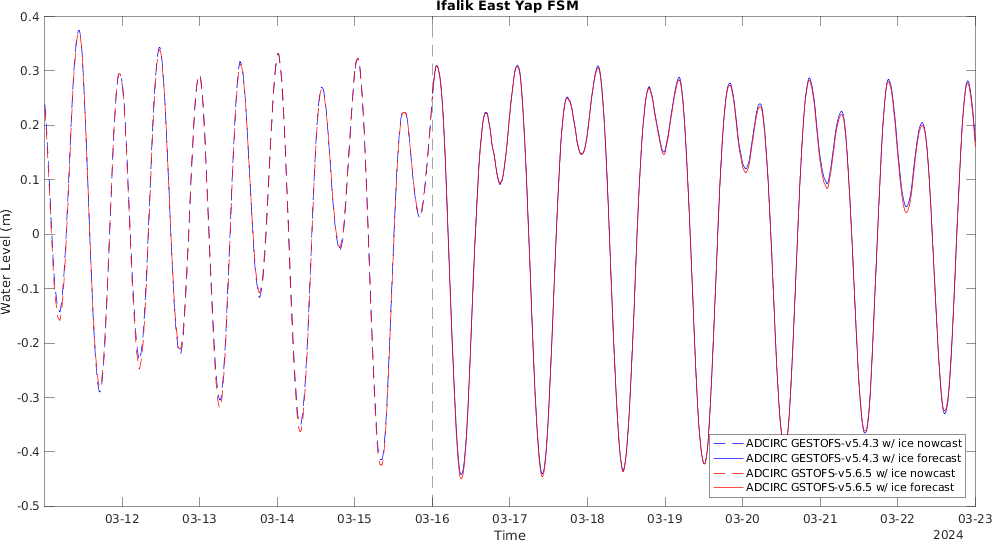 Ifalik East Yap FSM
0.4
0.3
0.2
0.1
0
-0.1
-0.2
-0.3
-0.4
-0.5
Water Level (m)
ADCIRC GESTOFS-v5.4.3 w/ ice nowcast
ADCIRC GESTOFS-v5.4.3 w/ ice forecast
ADCIRC GSTOFS-v5.6.5 w/ ice nowcast
ADCIRC GSTOFS-v5.6.5 w/ ice forecast
03-12 03-13 03-14 03-15 03-16 03-17 03-18 03-19 03-20 03-21 03-22 03-23
Time
2024